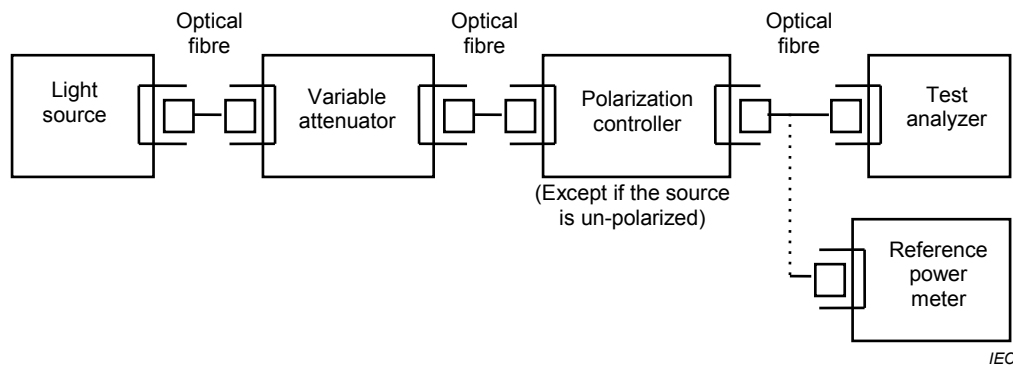 Optical
fibre
Optical
fibre
Optical
fibre
Light
source
Variable
attenuator
Polarization
controller
Test
analyzer
(Except if the source
is un-polarized)
Reference
power
meter
IEC